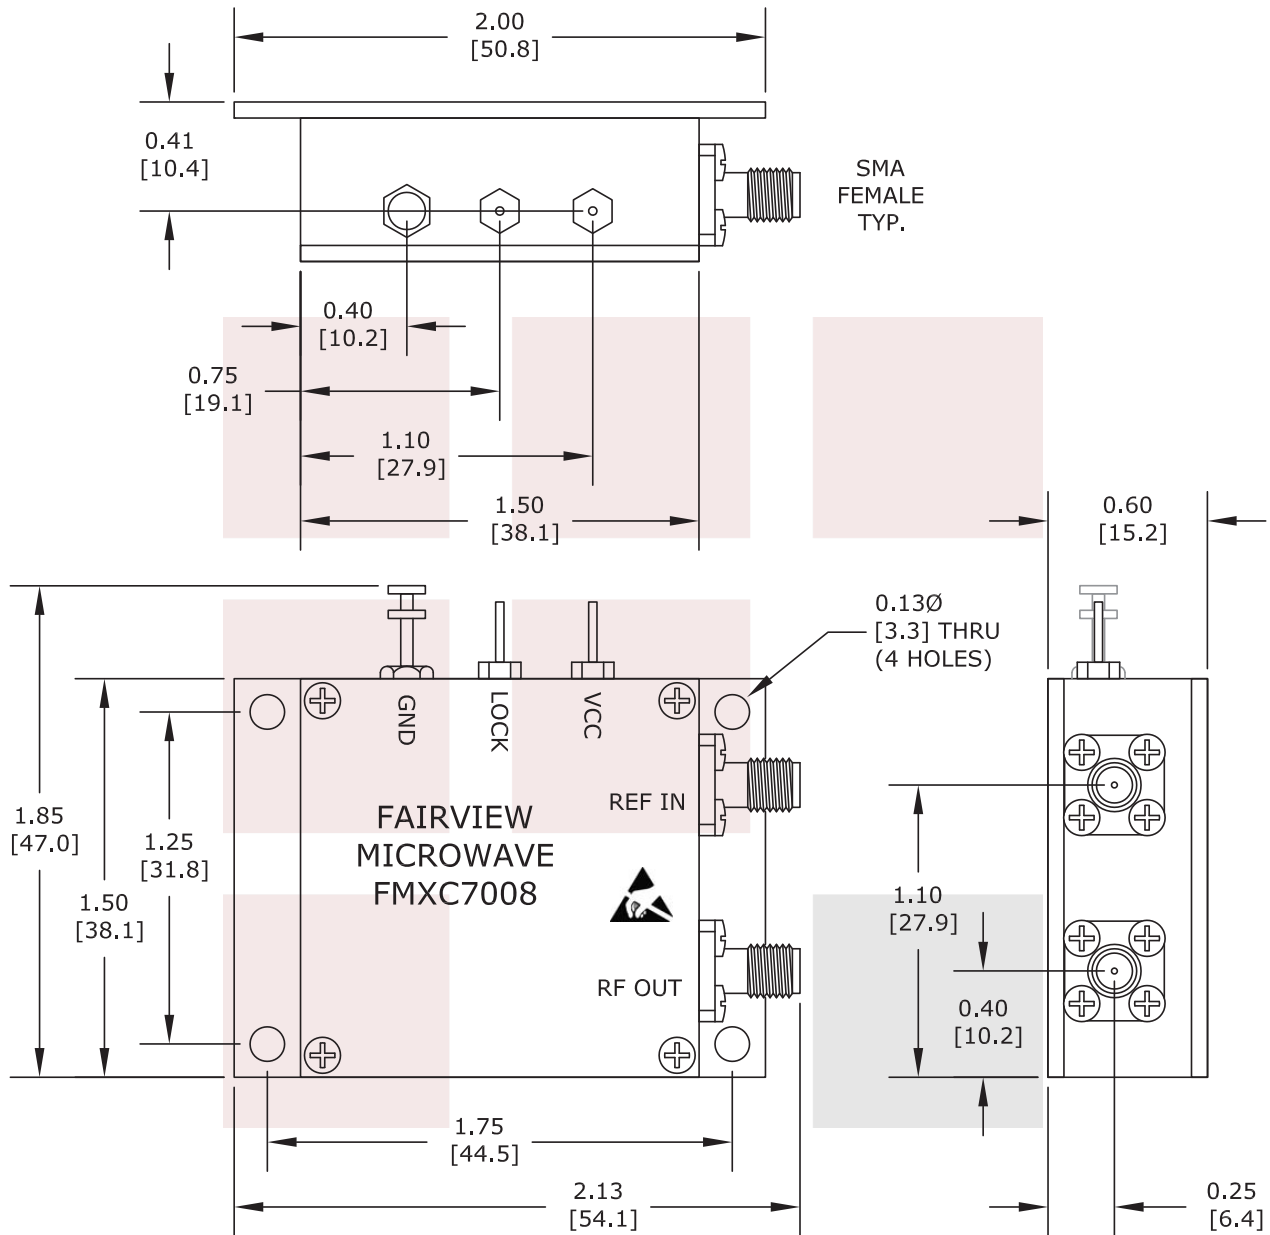 2.00
[50.8]
0.41
[10.4]
SMA
FEMALE
TYP.
0.40
[10.2]
0.75
[19.1]
1.10
[27.9]
1.50
[38.1]
0.60
[15.2]
0.13Ø
[3.3] THRU
(4 HOLES)
GND
LOCK
VCC
REF IN
FAIRVIEW
MICROWAVE
FMXC7008
RF OUT
1.85
[47.0]
1.25
[31.8]
1.50
[38.1]
1.10
[27.9]
0.40
[10.2]
1.75
[44.5]
2.13
[54.1]
0.25
[6.4]